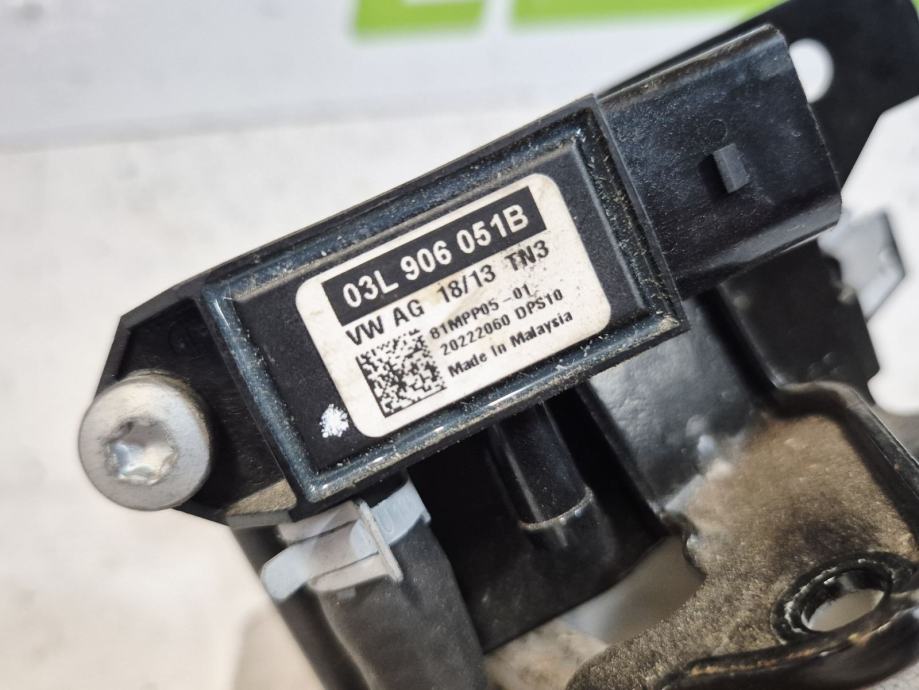 03L 906 051B
VW AG 18/13 TN3
81MPP05-01
20222060 DPS10
Made In Malaysia